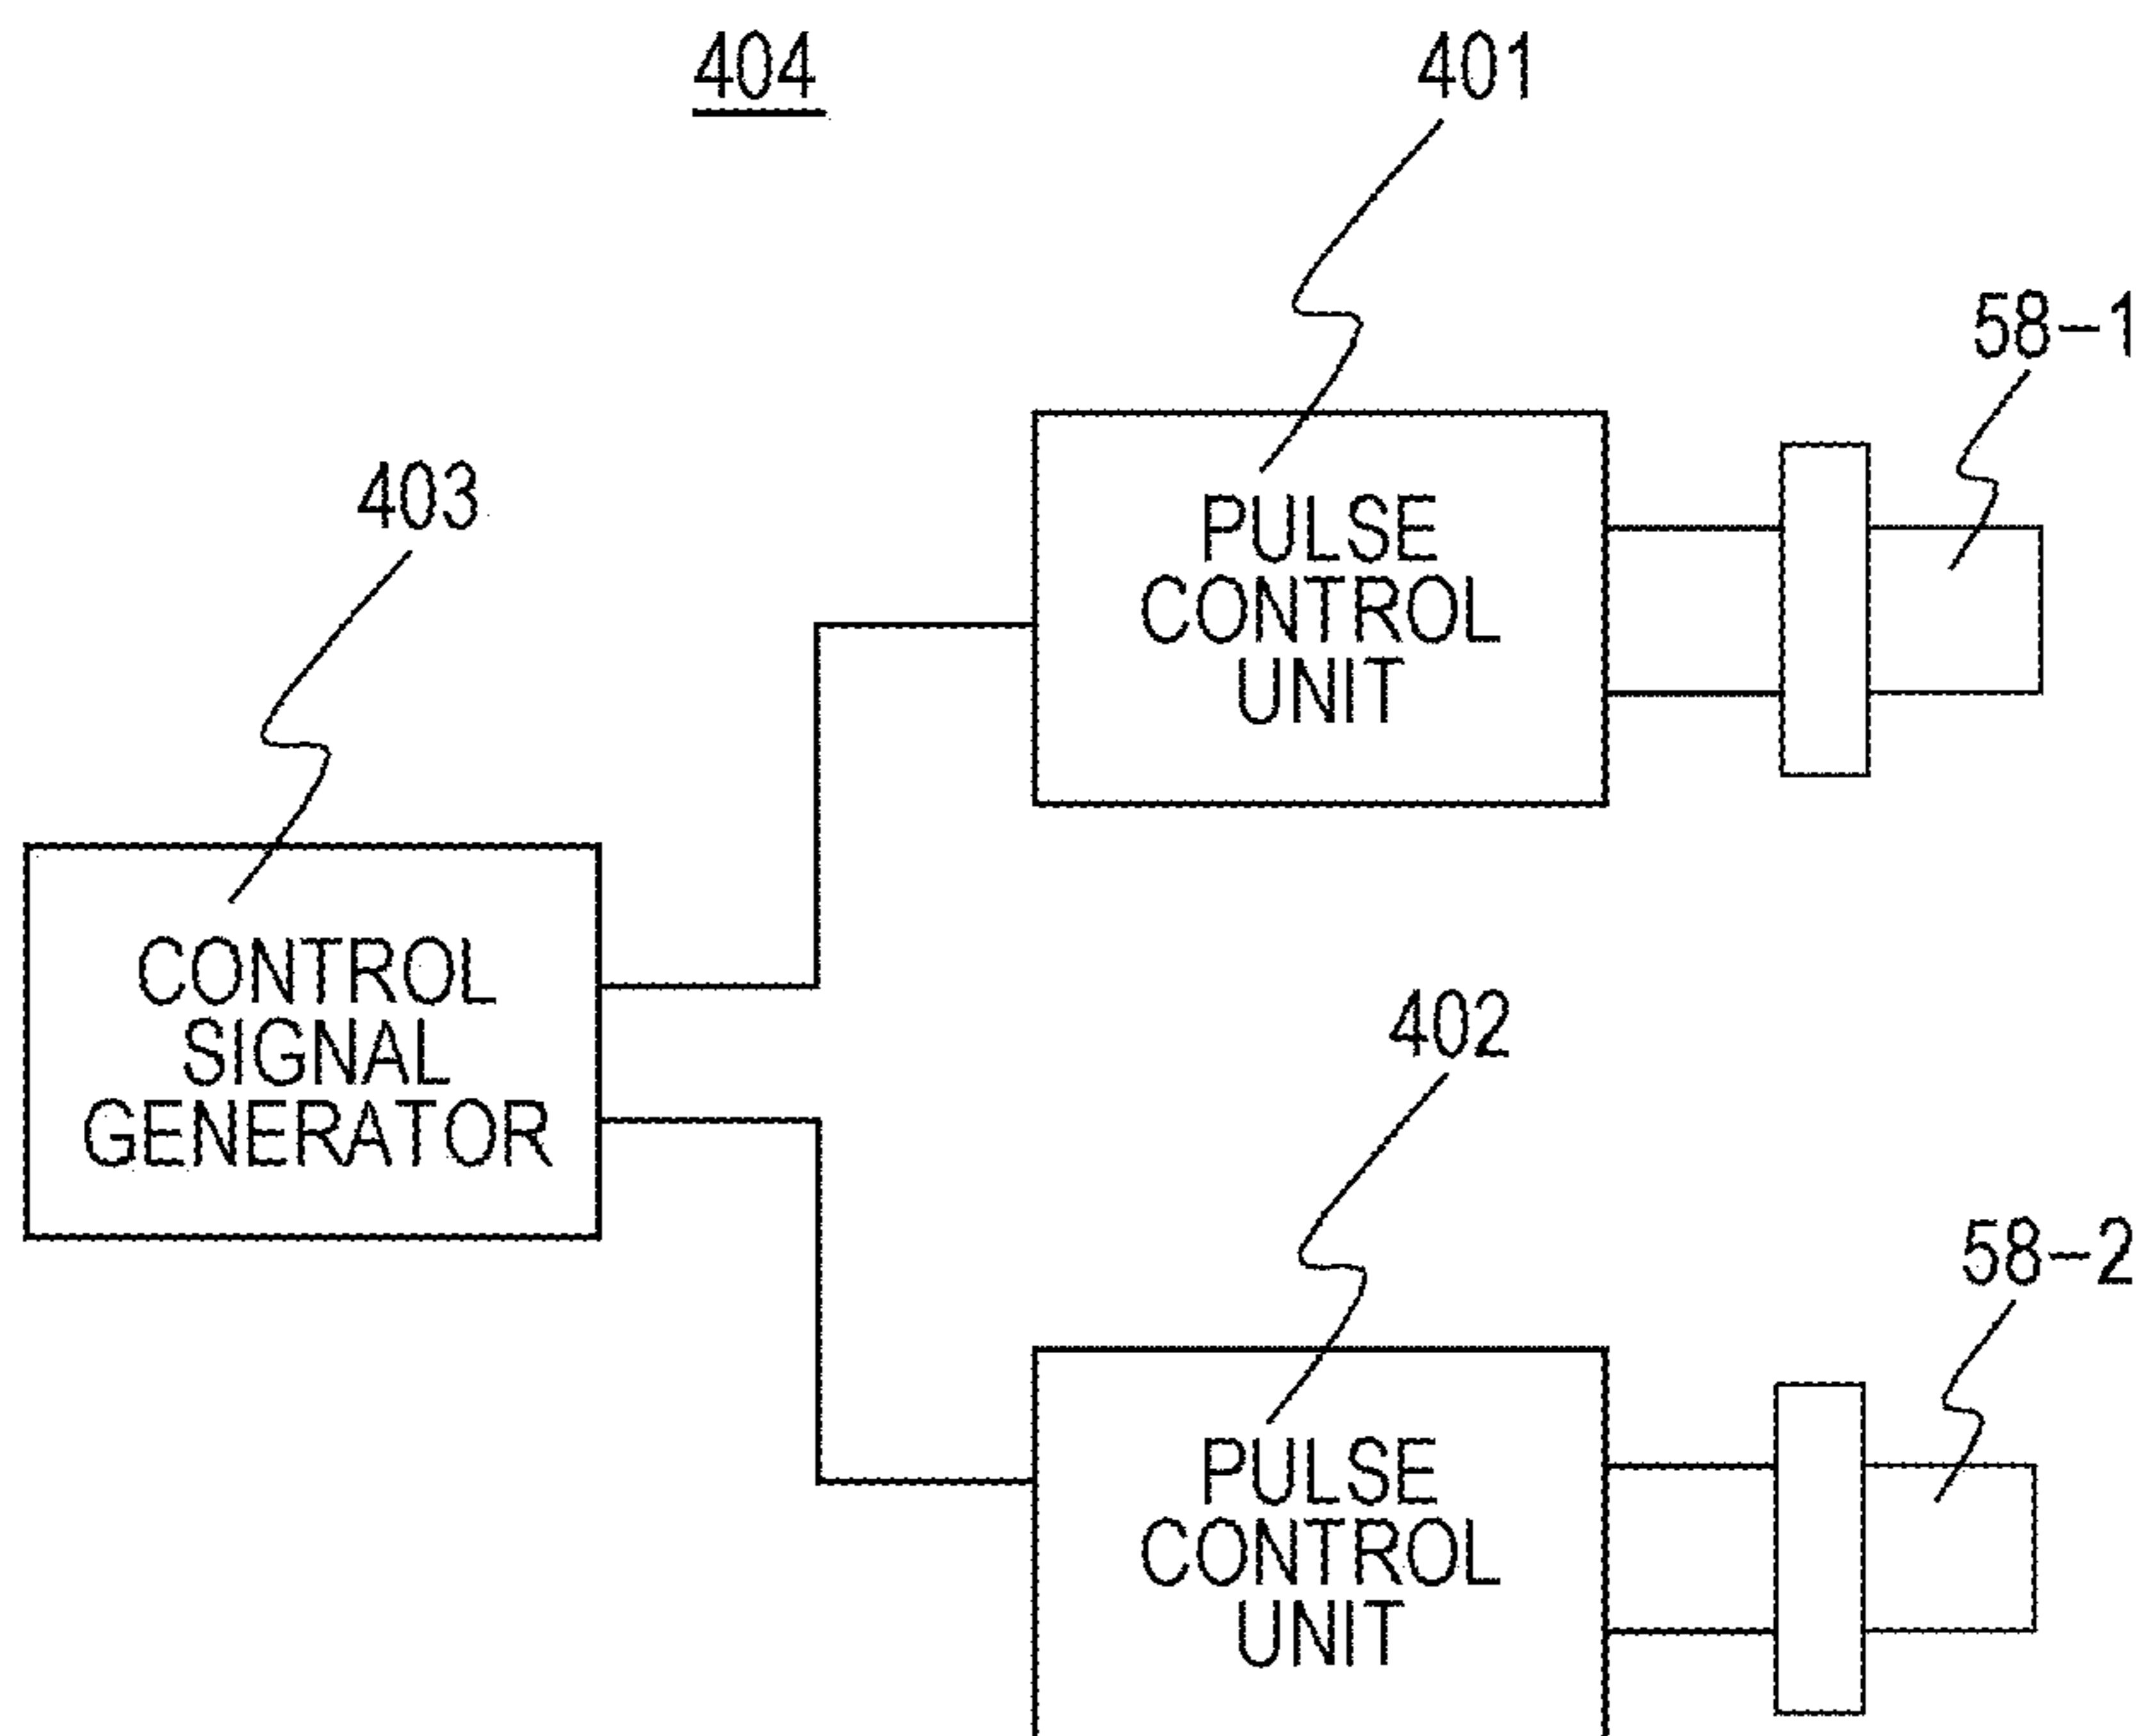 404
401
58-1
403
PULSE
CONTROL
UNIT
CONTROL
SIGNAL
GENERATOR
402
58-2
PULSE
CONTROL
UNIT